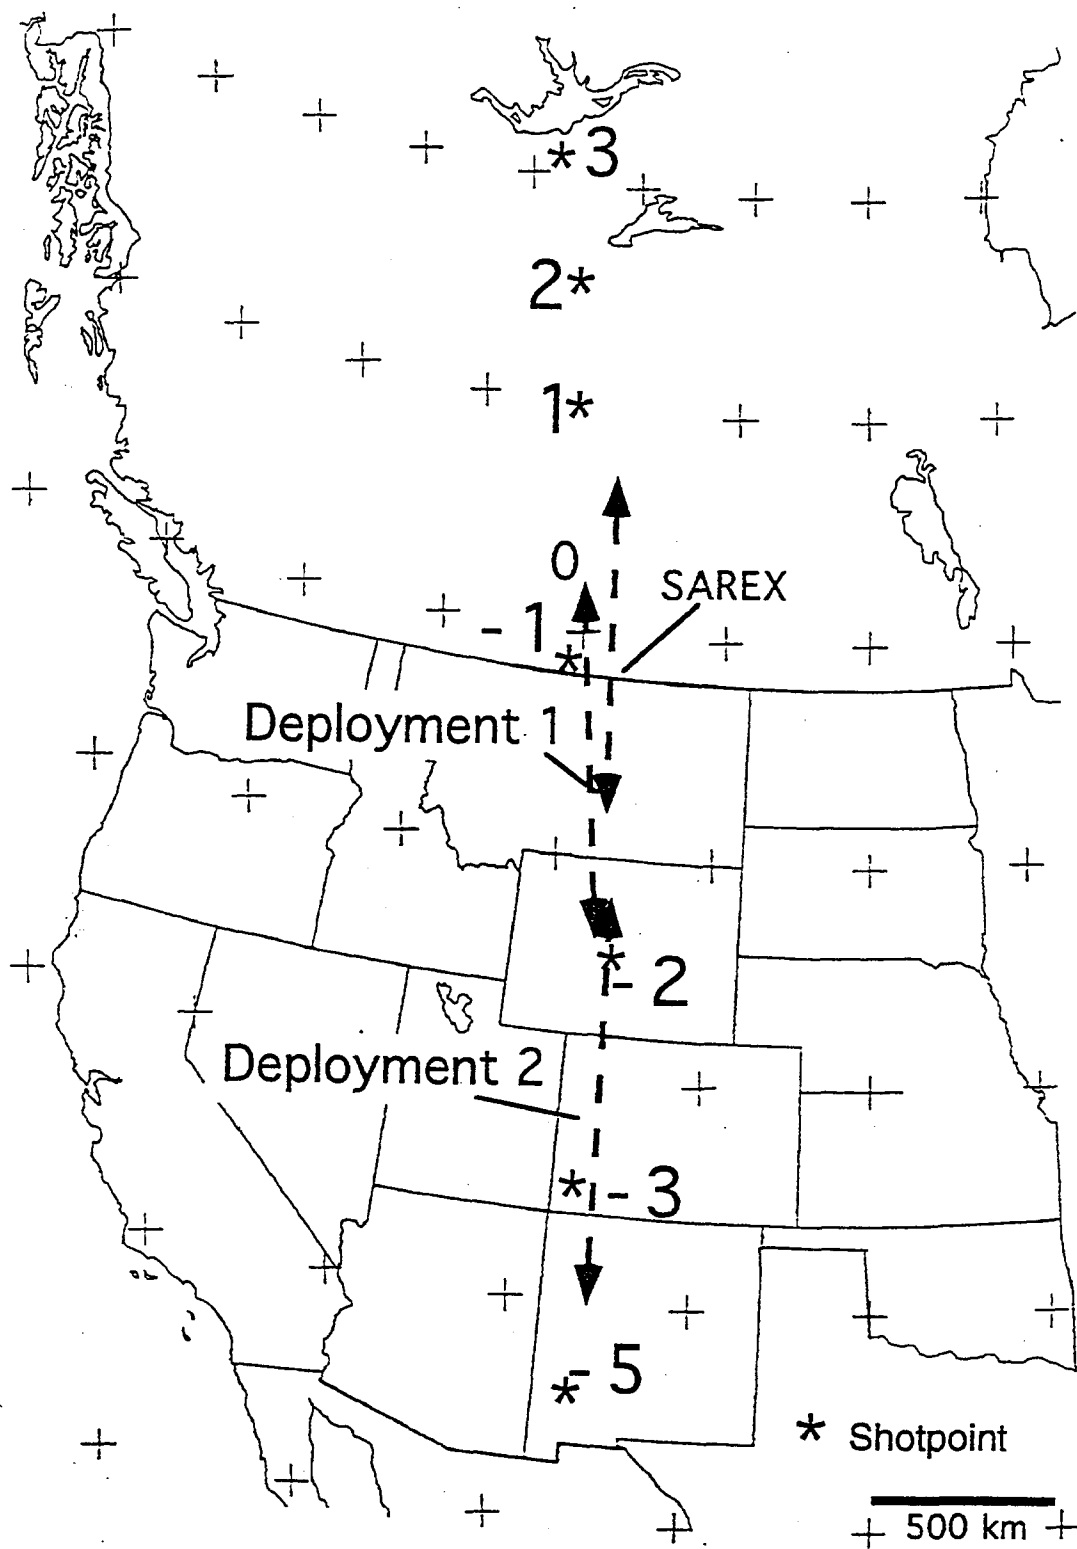 *3
2*
1*
0
SAREX
- 1
*
Deployment 1
*
- 2
Deployment 2
* - 3
- 5
*
* Shotpoint
500 km